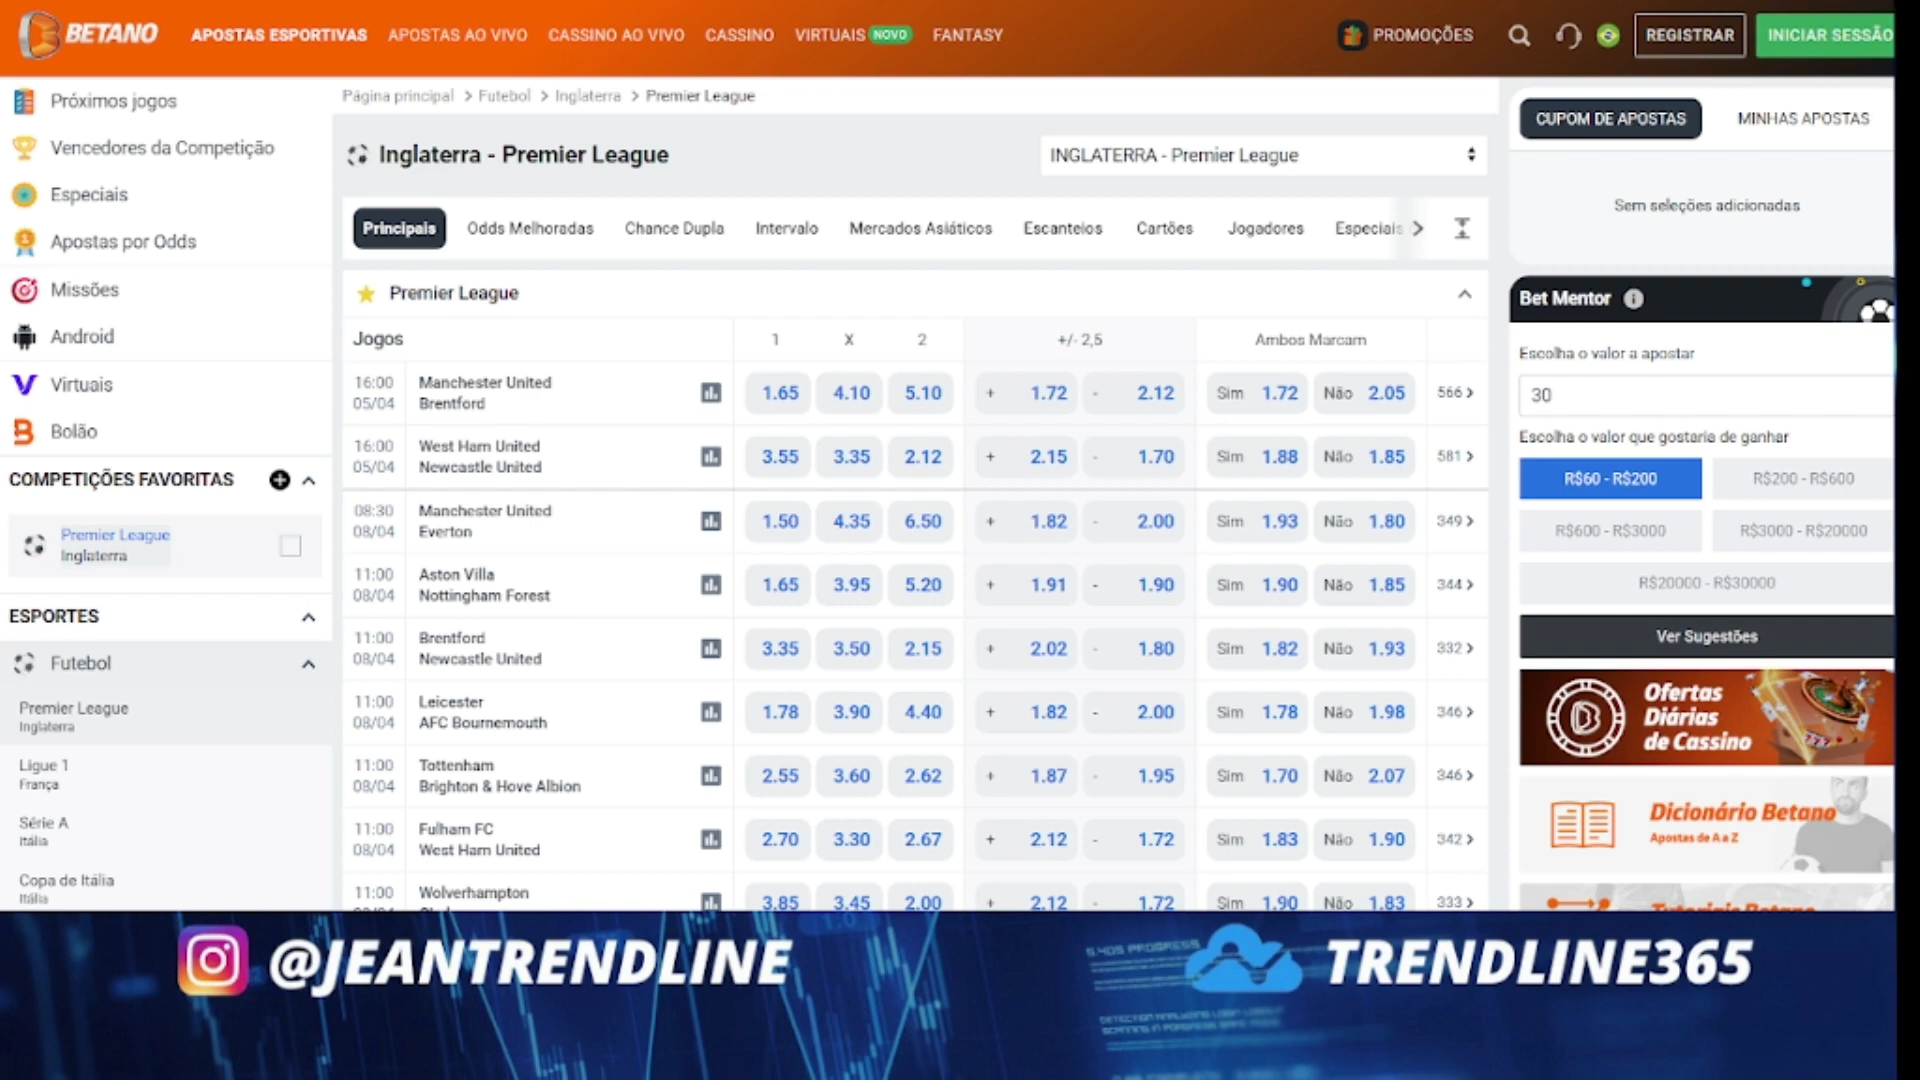 BETANO
APOSTAS ESPORTIVAS
APOSTAS AO VIVO
CASSINO AO VIVO
CASSINO
VIRTUAIS NOVO
FANTASY
PROMOÇÕES
REGISTRAR
INICIAR SESSÃO
Próximos jogos
Vencedores da Competição
Especiais
Apostas por Odds
Missões
Android
Virtuais
Bolão
COMPETIÇÕES FAVORITAS
Premier League
Inglaterra
ESPORTES
Futebol
Premier League
Inglaterra
Ligue 1
França
Série A
Itália
Copa de Itália
Itália
Página principal > Futebol > Inglaterra > Premier League
Inglaterra - Premier League
INGLATERRA - Premier League
Principais Odds Melhoradas Chance Dupla Intervalo Mercados Asiáticos Escanteios Cartões Jogadores Especiais
Premier League
Jogos 1 X 2 +/- 2,5 Ambos Marcam
16:00 Manchester United
05/04 Brentford
1.65 4.10 5.10 + 1.72 - 2.12 Sim 1.72 Não 2.05 566
16:00 West Ham United
05/04 Newcastle United
3.55 3.35 2.12 + 2.15 - 1.70 Sim 1.88 Não 1.85 581
08:30 Manchester United
08/04 Everton
1.50 4.35 6.50 + 1.82 - 2.00 Sim 1.93 Não 1.80 349
11:00 Aston Villa
08/04 Nottingham Forest
1.65 3.95 5.20 + 1.91 - 1.90 Sim 1.90 Não 1.85 344
11:00 Brentford
08/04 Newcastle United
3.35 3.50 2.15 + 2.02 - 1.80 Sim 1.82 Não 1.93 332
11:00 Leicester
08/04 AFC Bournemouth
1.78 3.90 4.40 + 1.82 - 2.00 Sim 1.78 Não 1.98 346
11:00 Tottenham
08/04 Brighton & Hove Albion
2.55 3.60 2.62 + 1.87 - 1.95 Sim 1.70 Não 2.07 346
11:00 Fulham FC
08/04 West Ham United
2.70 3.30 2.67 + 2.12 - 1.72 Sim 1.83 Não 1.90 342
11:00 Wolverhampton
3.85 3.45 2.00 + 2.12 - 1.72 Sim 1.90 Não 1.83 333
CUPOM DE APOSTAS
MINHAS APOSTAS
Sem seleções adicionadas
Bet Mentor
Escolha o valor a apostar
30
Escolha o valor que gostaria de ganhar
R$60 - R$200
R$200 - R$600
R$600 - R$3000
R$3000 - R$20000
R$20000 - R$30000
Ver Sugestões
Ofertas
Diárias
de Cassino
Dicionário Betano
Apostas de A a Z
@JEANTRENDLINE
TRENDLINE365